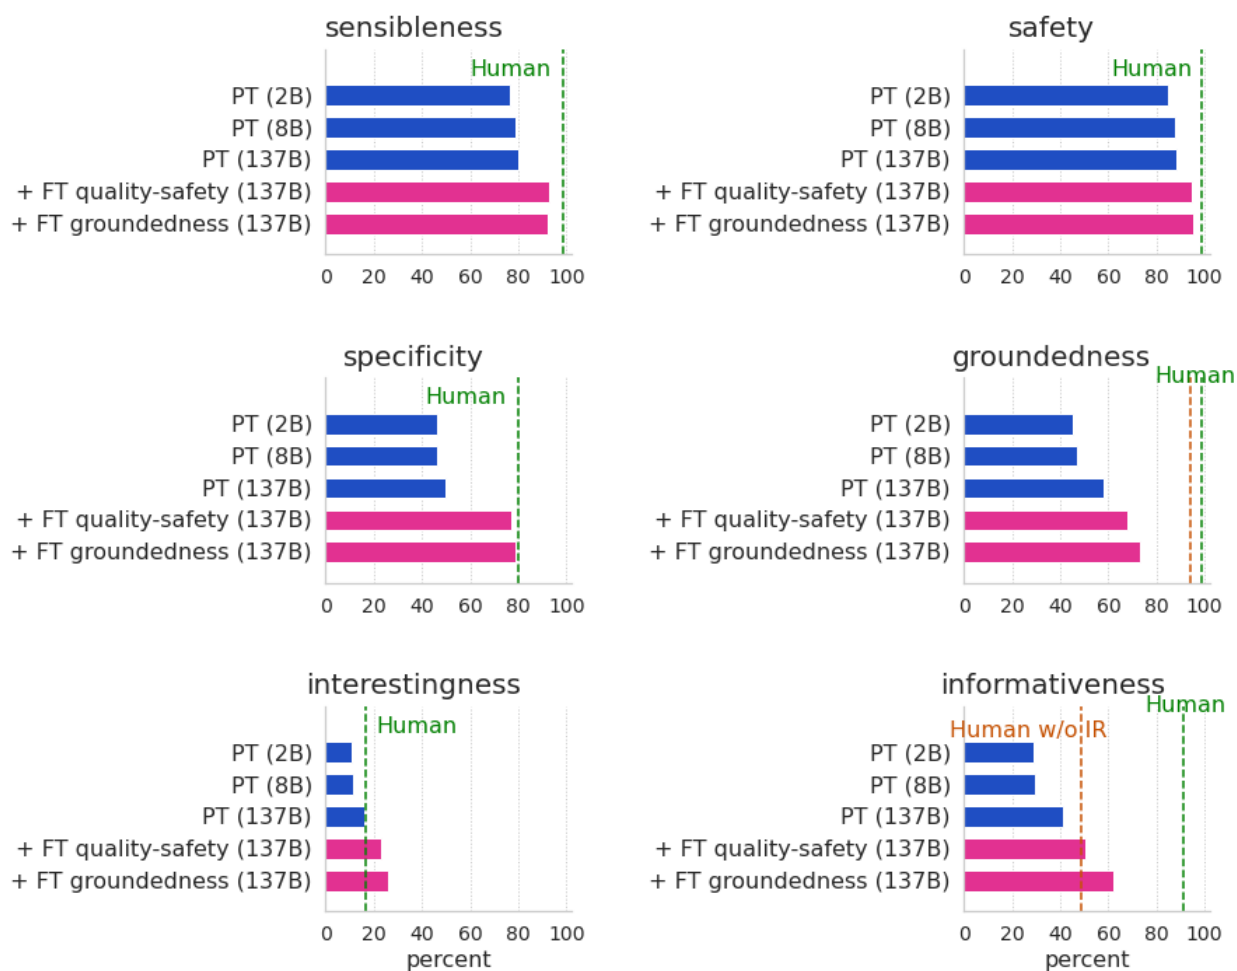 sensibleness
Human
PT (2B)
PT (8B)
PT (137B)
+ FT quality-safety (137B)
+ FT groundedness (137B)
0 20 40 60 80 100
safety
Human
PT (2B)
PT (8B)
PT (137B)
+ FT quality-safety (137B)
+ FT groundedness (137B)
0 20 40 60 80 100
specificity
Human
PT (2B)
PT (8B)
PT (137B)
+ FT quality-safety (137B)
+ FT groundedness (137B)
0 20 40 60 80 100
groundedness
Human
PT (2B)
PT (8B)
PT (137B)
+ FT quality-safety (137B)
+ FT groundedness (137B)
0 20 40 60 80 100
interestingness
Human
PT (2B)
PT (8B)
PT (137B)
+ FT quality-safety (137B)
+ FT groundedness (137B)
0 20 40 60 80 100
percent
informativeness
Human
Human w/o IR
PT (2B)
PT (8B)
PT (137B)
+ FT quality-safety (137B)
+ FT groundedness (137B)
0 20 40 60 80 100
percent